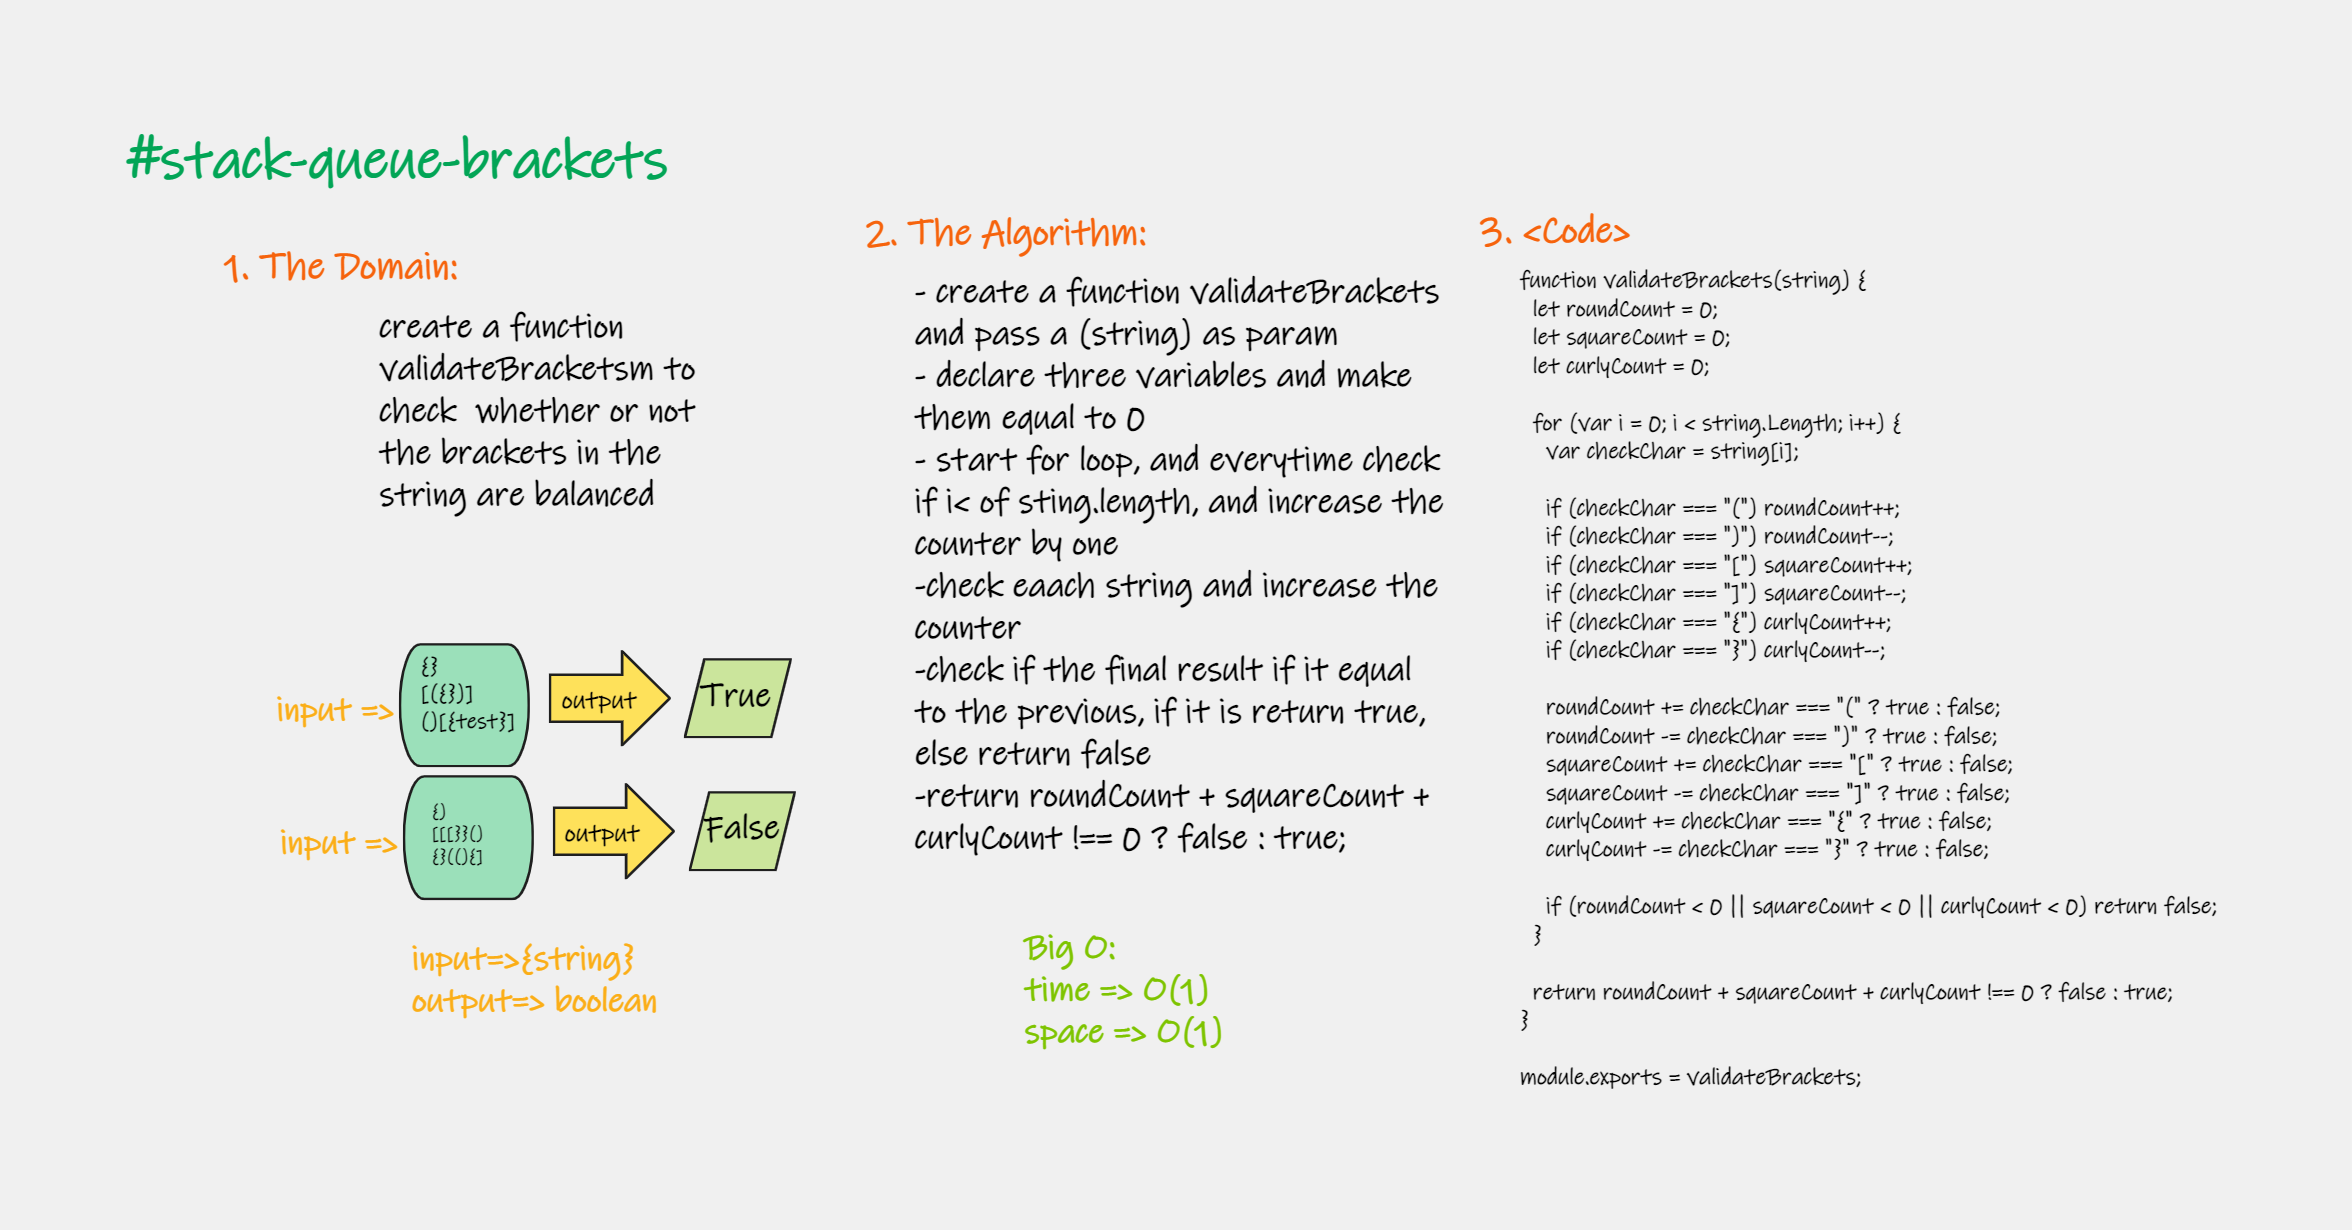 #stack-queue-brackets
1. The Domain:
create a function
validateBracketsm to
check whether or not
the brackets in the
string are balanced
input =>
{}
[({})]
()[{test}]
output
True
input =>
{)
[[[}}()
{}((){]
output
False
input=>{string}
output=> boolean
2. The Algorithm:
- create a function validateBrackets
and pass a (string) as param
- declare three variables and make
them equal to 0
- start for loop, and everytime check
if i< of sting.length, and increase the
counter by one
-check eaach string and increase the
counter
-check if the final result if it equal
to the previous, if it is return true,
else return false
-return roundCount + squareCount +
curlyCount !== 0 ? false : true;
Big O:
time => O(1)
space => O(1)
3. <Code>
function validateBrackets(string) {
let roundCount = 0;
let squareCount = 0;
let curlyCount = 0;
for (var i = 0; i < string.Length; i++) {
var checkChar = string[i];
if (checkChar === "(") roundCount++;
if (checkChar === ")") roundCount--;
if (checkChar === "[") squareCount++;
if (checkChar === "]") squareCount--;
if (checkChar === "{") curlyCount++;
if (checkChar === "}") curlyCount--;
roundCount += checkChar === "(" ? true : false;
roundCount -= checkChar === ")" ? true : false;
squareCount += checkChar === "[" ? true : false;
squareCount -= checkChar === "]" ? true : false;
curlyCount += checkChar === "{" ? true : false;
curlyCount -= checkChar === "}" ? true : false;
if (roundCount < 0 || squareCount < 0 || curlyCount < 0) return false;
}
return roundCount + squareCount + curlyCount !== 0 ? false : true;
}
module.exports = validateBrackets;